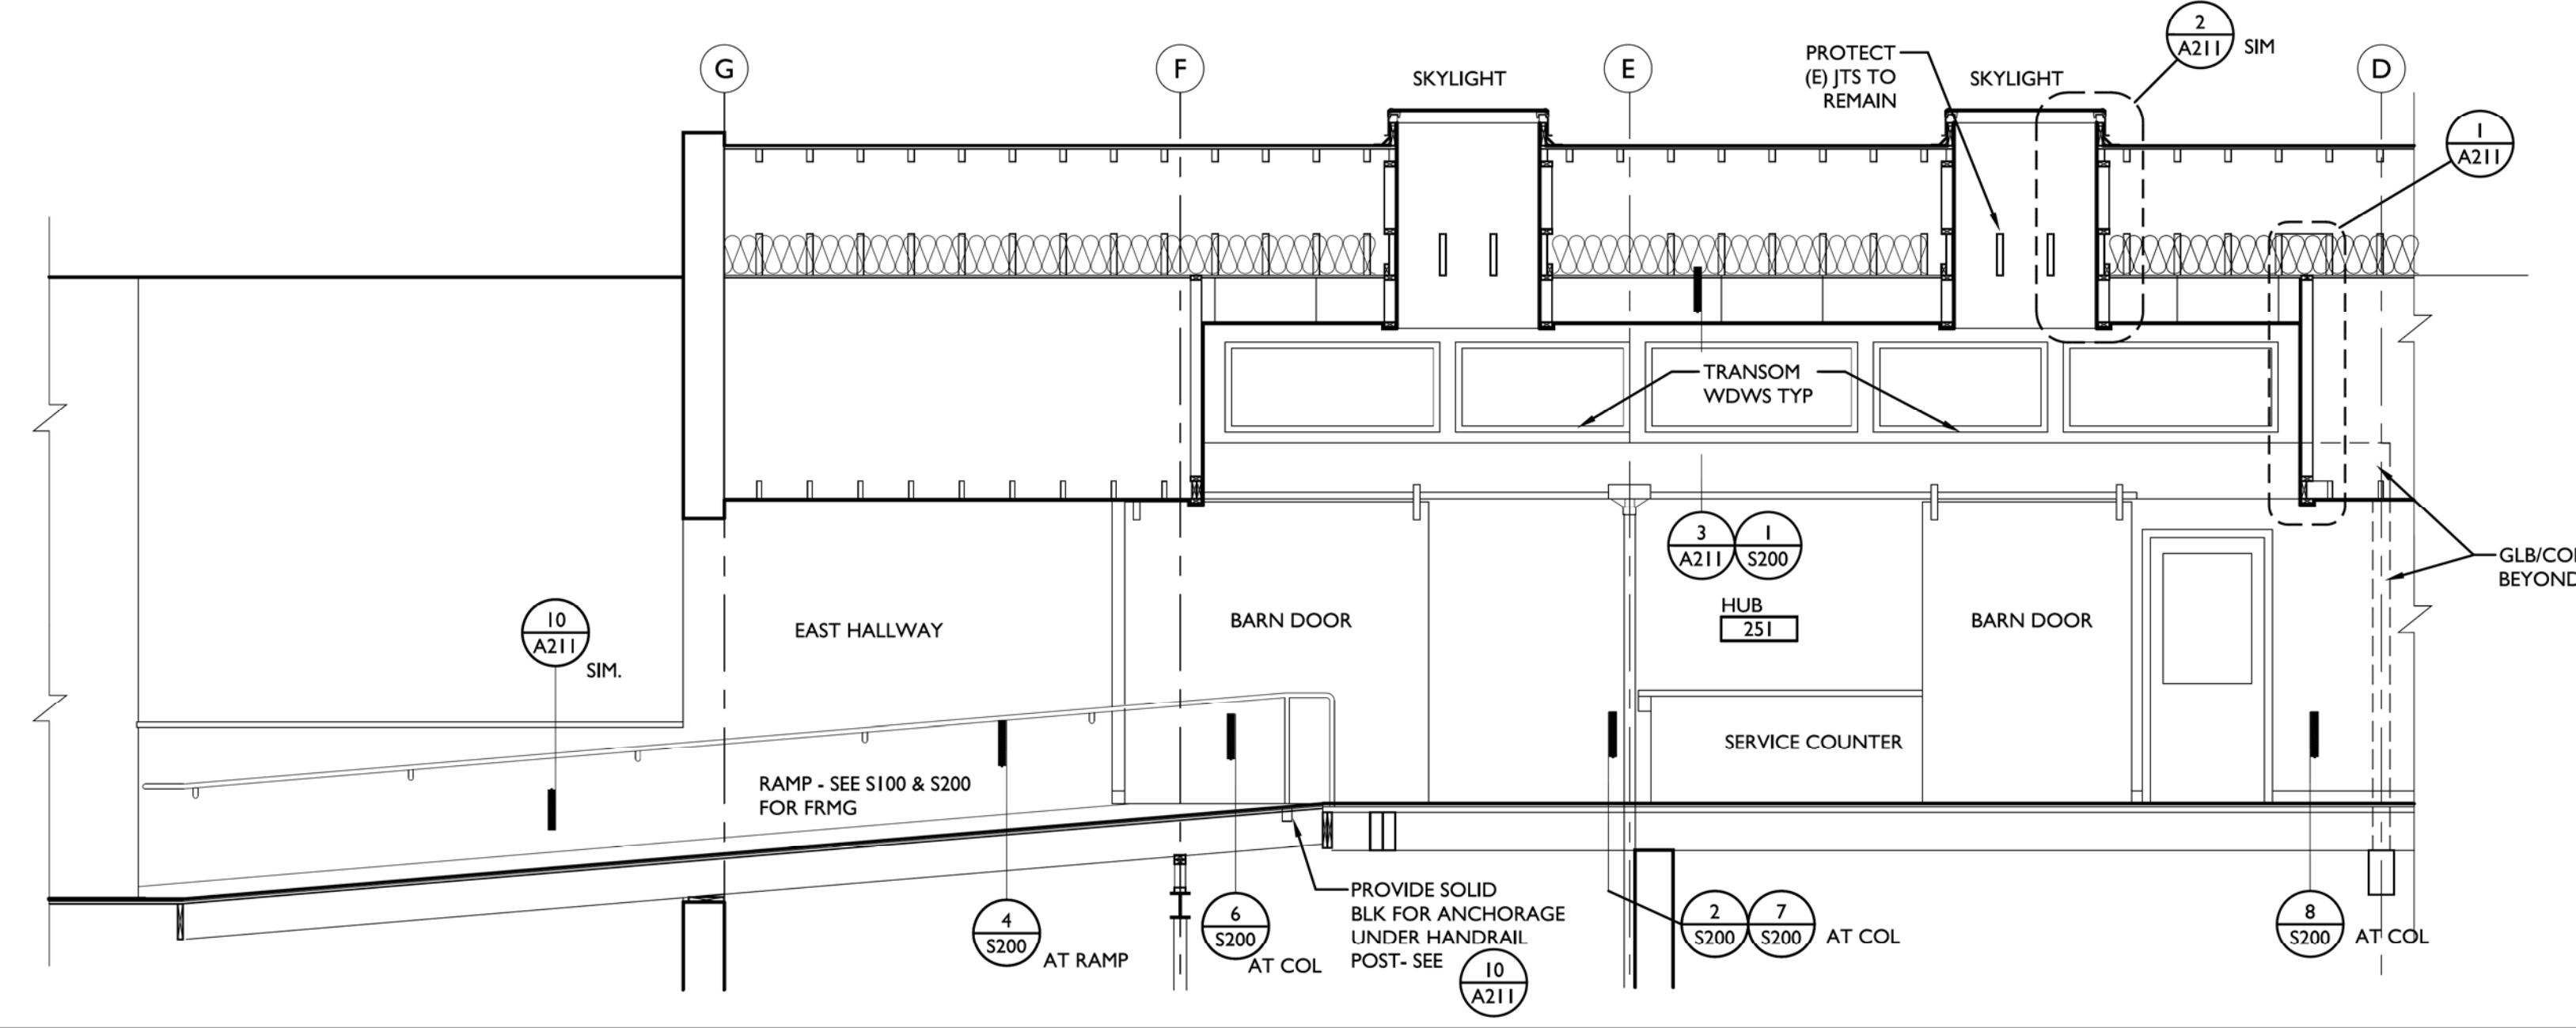 2
A211 SIM
G
F
SKYLIGHT
E
PROTECT
(E) JTS TO
REMAIN
SKYLIGHT
D
1
A211
TRANSOM
WDWS TYP
3
A211
1
S200
GLB/COL
BEYOND
HUB
251
10
A211
SIM.
EAST HALLWAY
BARN DOOR
BARN DOOR
SERVICE COUNTER
RAMP - SEE S100 & S200
FOR FRMG
4
S200
AT RAMP
6
S200
AT COL
PROVIDE SOLID
BLK FOR ANCHORAGE
UNDER HANDRAIL
POST- SEE
10
A211
2
S200
7
S200
AT COL
8
S200
AT COL